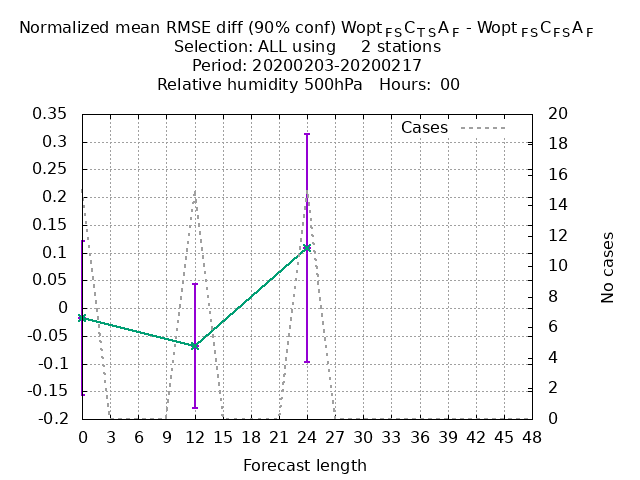 Normalized mean RMSE diff (90% conf) Wopt FS C TS A F - Wopt FS C FS A F
Selection: ALL using 2 stations
Period: 20200203-20200217
Relative humidity 500hPa Hours: 00
Cases
0.35
0.3
0.25
0.2
0.15
0.1
0.05
0
-0.05
-0.1
-0.15
-0.2
20
18
16
14
12
10
8
6
4
2
0
No cases
0 3 6 9 12 15 18 21 24 27 30 33 36 39 42 45 48
Forecast length